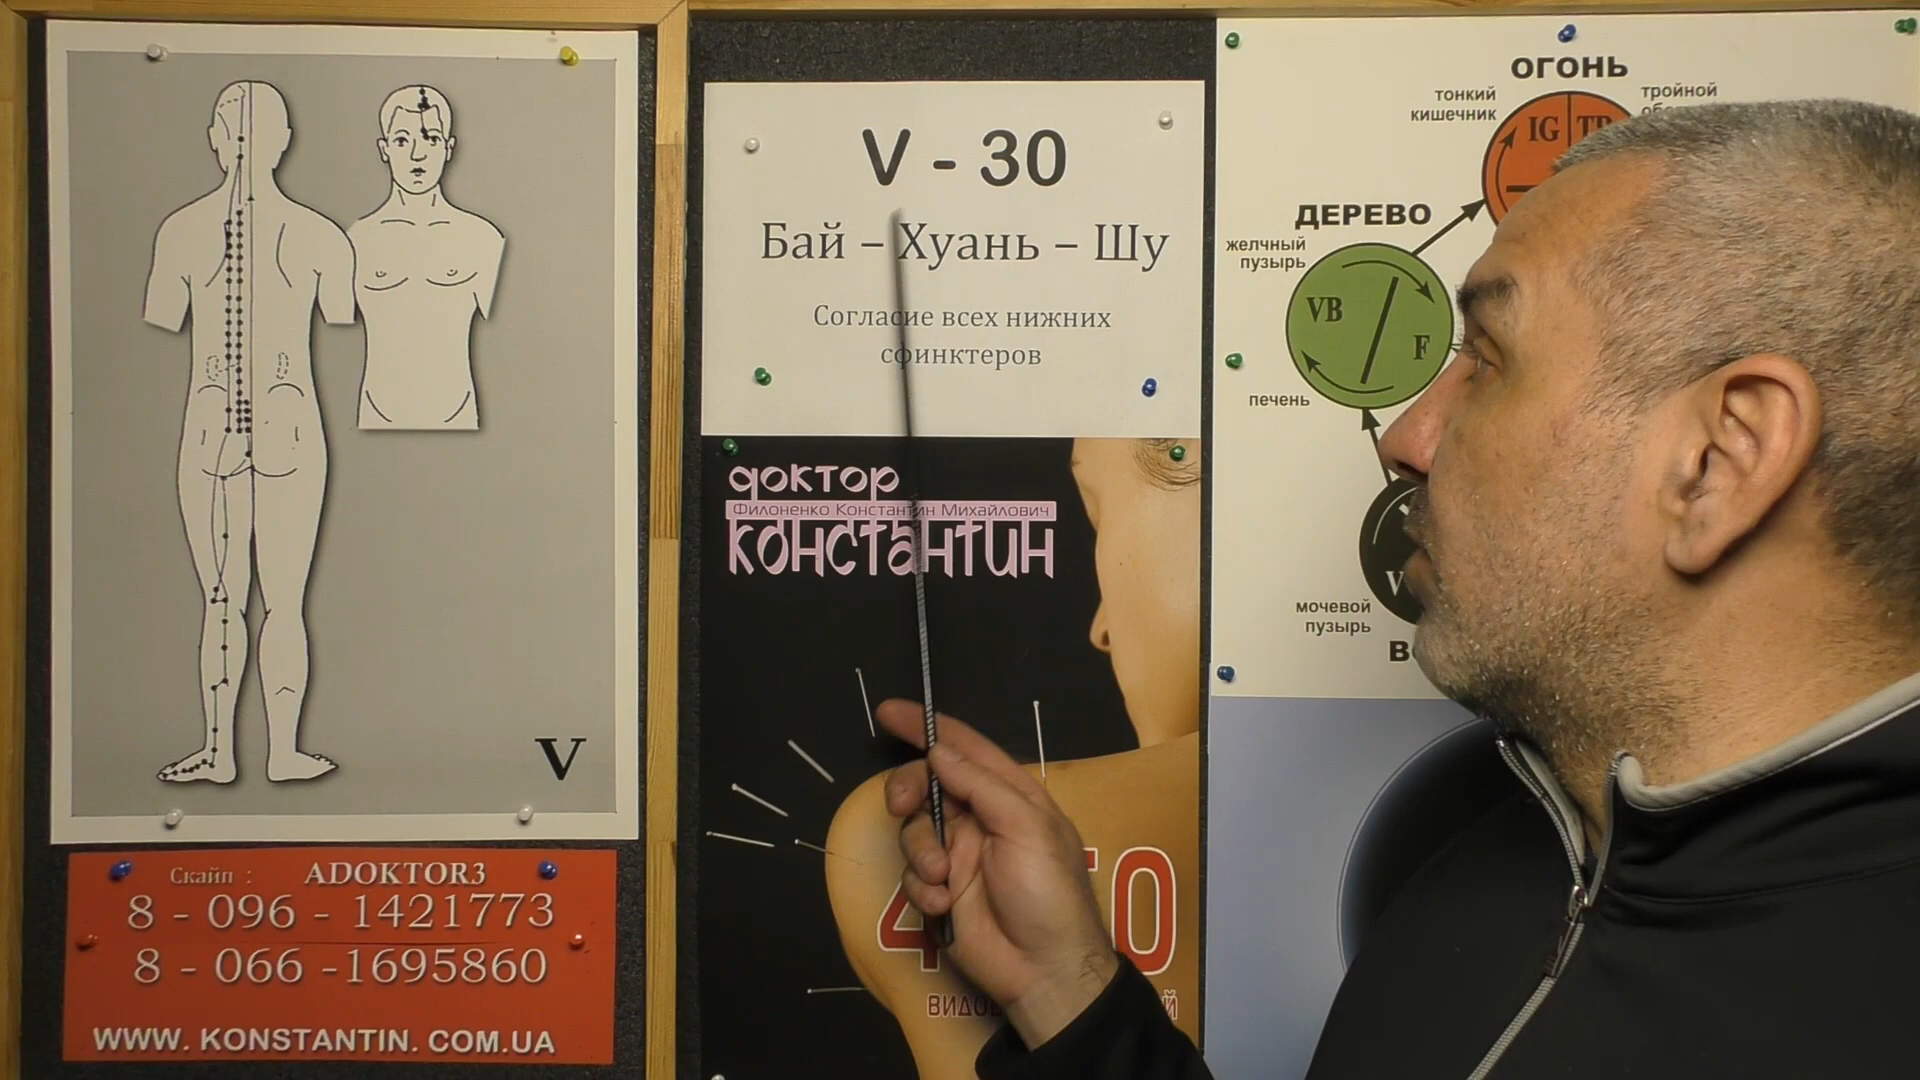 V
Скайп : ADOKTOR3
8 - 096 - 1421773
8 - 066 -1695860
WWW. KONSTANTIN. COM.UA
V - 30
Бай – Хуань – Шу
Согласие всех нижних
сфинктеров
доктор
Филоненко Константин Михайлович
константин
ОГОНЬ
тонкий
кишечник
тройной
IG TR
ДЕРЕВО
желчный
пузырь
VB
F
печень
V
мочевой
пузырь